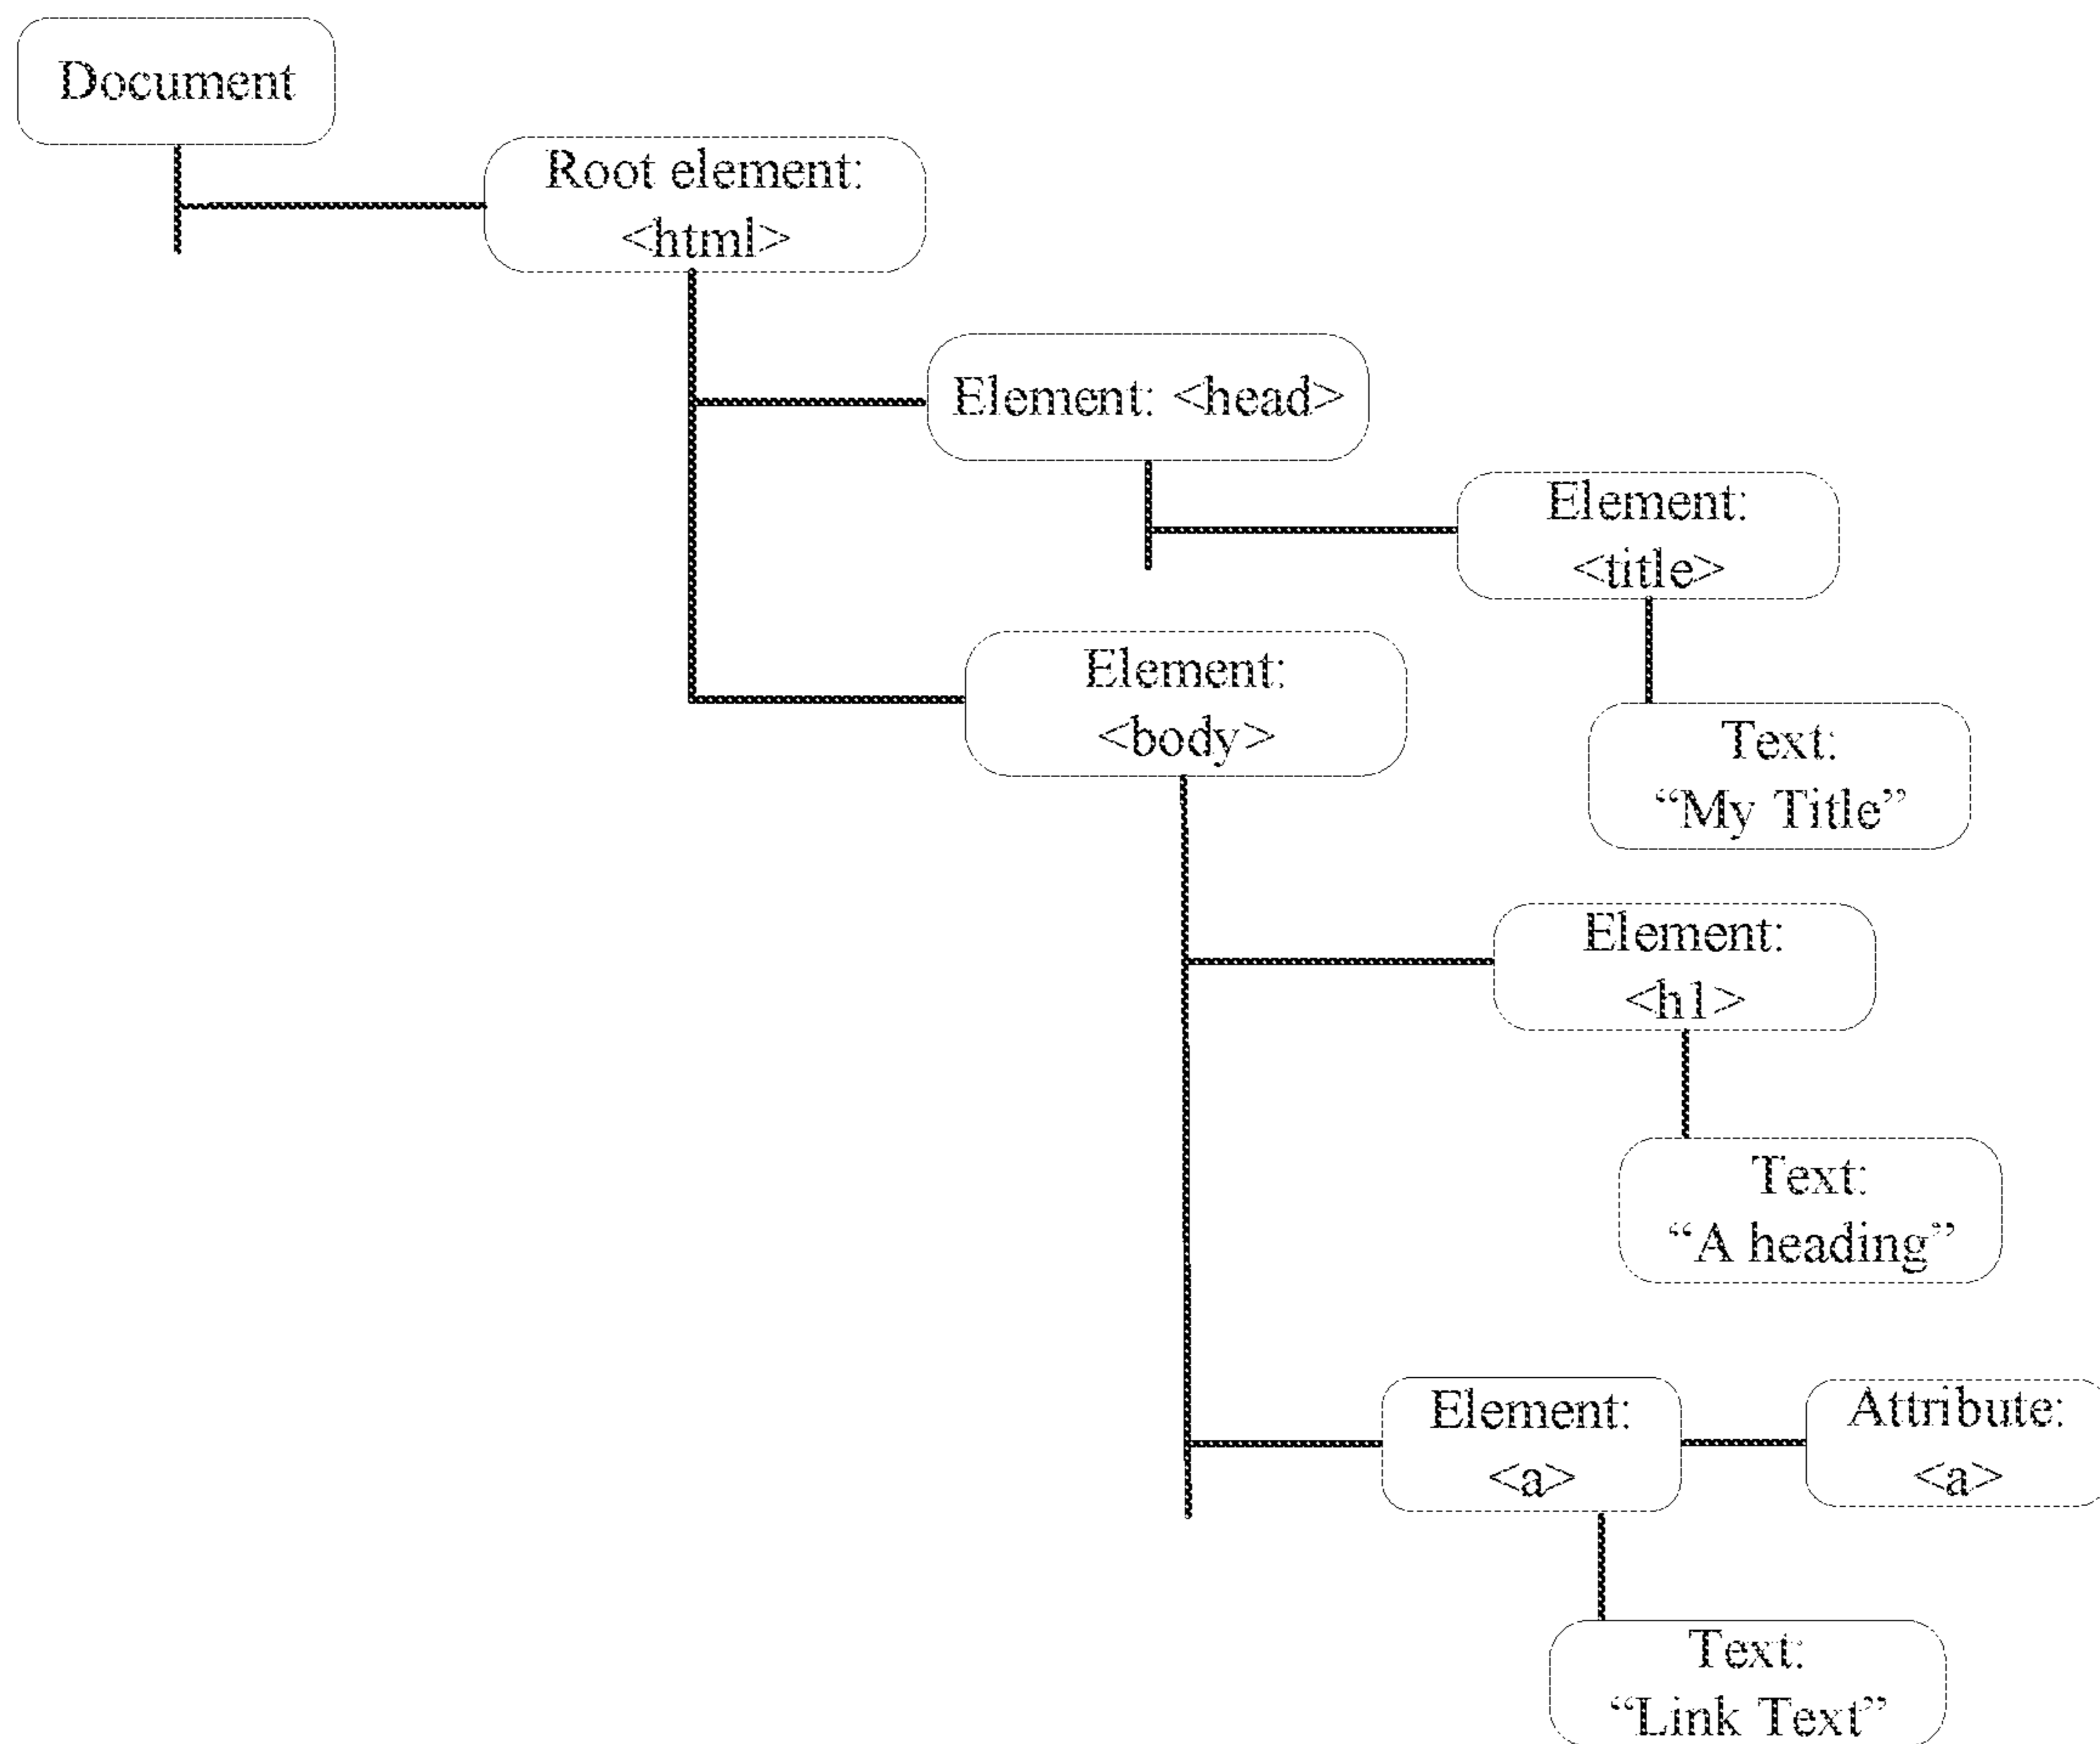 Document
Root element:
<html>
Element: <head>
Element:
<title>
Element:
<body>
Text:
“My Title”
Element:
<h1>
Text:
“A heading”
Element:
<a>
Attribute:
<a>
Text:
“Link Text”